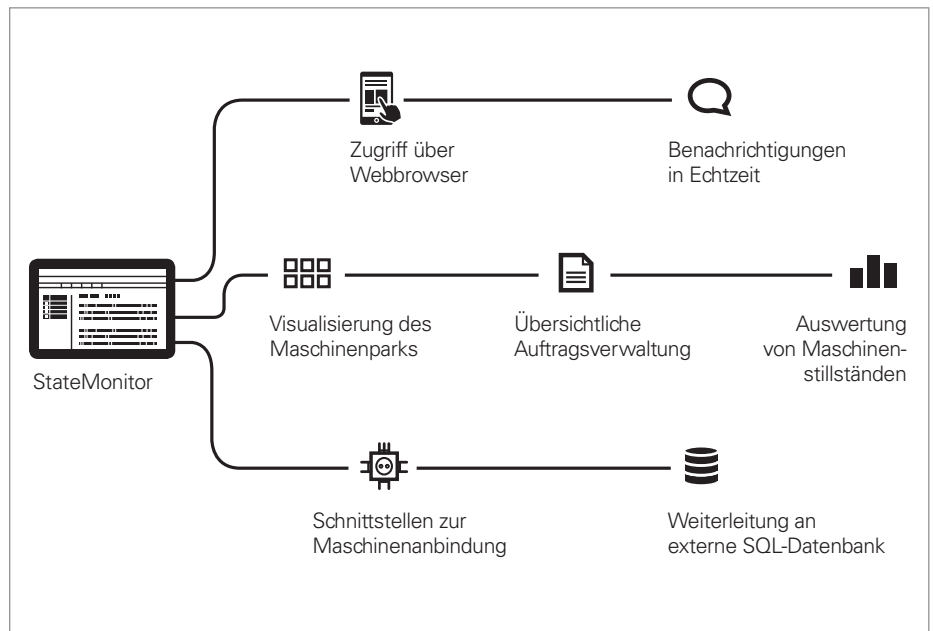 Zugriff über
Webbrowser
Benachrichtigungen
in Echtzeit
StateMonitor
Visualisierung des
Maschinenparks
Übersichtliche
Auftragsverwaltung
Auswertung
von Maschinen-
stillständen
Schnittstellen zur
Maschinenanbindung
Weiterleitung an
externe SQL-Datenbank